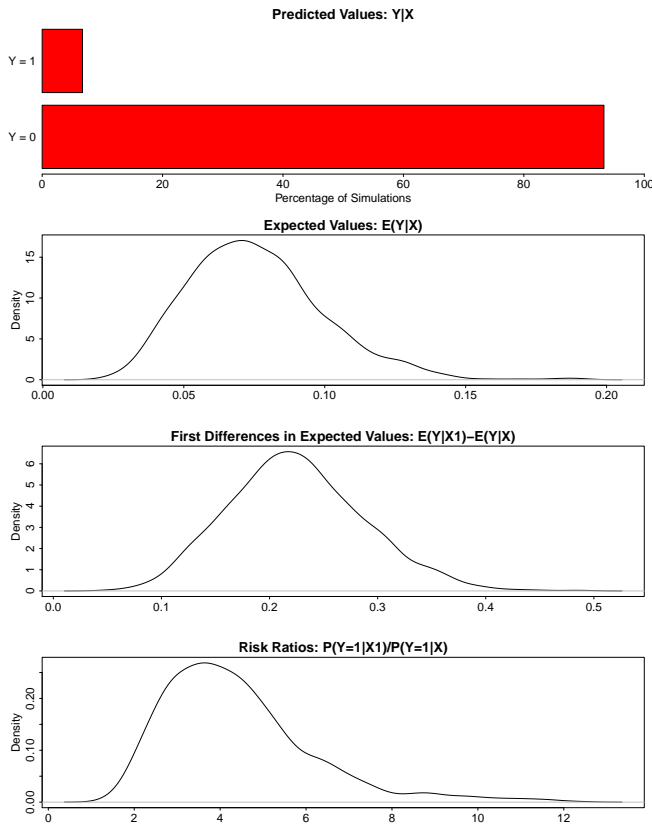 Predicted Values: Y|X
Y = 1
Y = 0
0 20 40 60 80 100
Percentage of Simulations
Expected Values: E(Y|X)
Density
0 5 10 15
0.00 0.05 0.10 0.15 0.20
First Differences in Expected Values: E(Y|X1)−E(Y|X)
Density
0 1 2 3 4 5 6
0.0 0.1 0.2 0.3 0.4 0.5
Risk Ratios: P(Y=1|X1)/P(Y=1|X)
Density
0.00 0.10 0.20
0 2 4 6 8 10 12